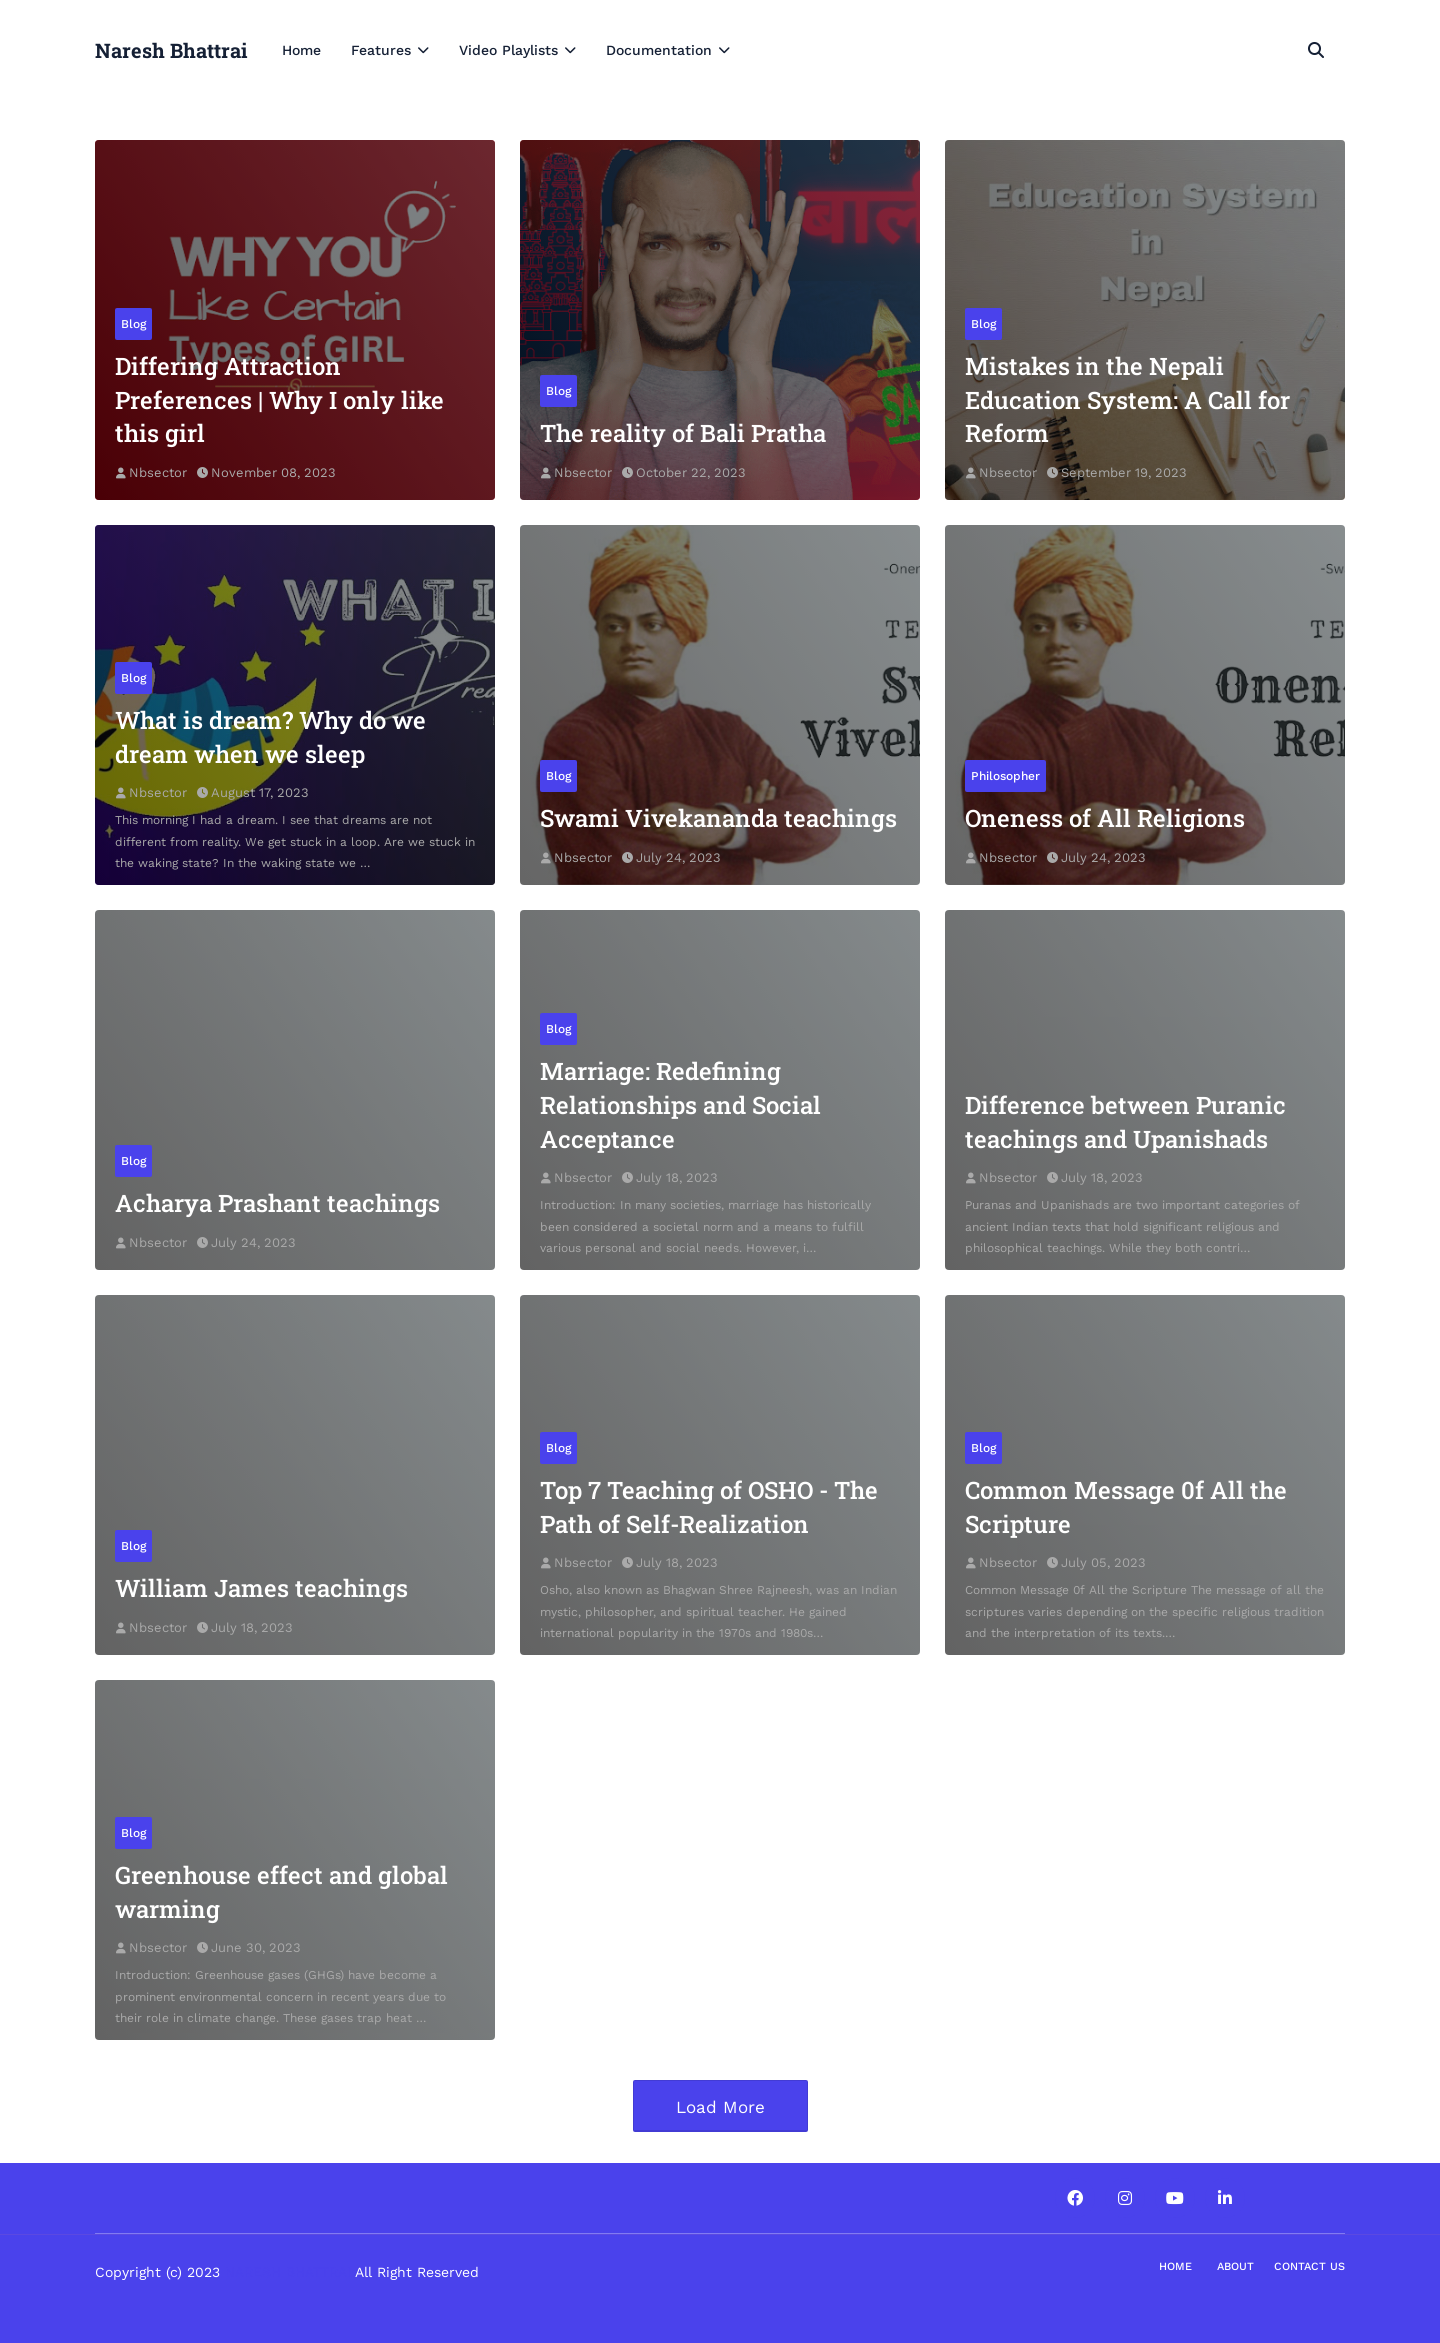 Naresh Bhattrai
Home
Features
Video Playlists
Documentation
WHY YOU
Like Certain
Types of GIRL
Blog
Differing Attraction
Preferences | Why I only like
this girl
Nbsector November 08, 2023
Blog
The reality of Bali Pratha
Nbsector October 22, 2023
Education System
in
Nepal
Blog
Mistakes in the Nepali
Education System: A Call for
Reform
Nbsector September 19, 2023
WHAT I
Blog
What is dream? Why do we
dream when we sleep
Nbsector August 17, 2023
This morning I had a dream. I see that dreams are not
different from reality. We get stuck in a loop. Are we stuck in
the waking state? In the waking state we ...
Blog
Swami Vivekananda teachings
Nbsector July 24, 2023
Philosopher
Oneness of All Religions
Nbsector July 24, 2023
Blog
Acharya Prashant teachings
Nbsector July 24, 2023
Blog
Marriage: Redefining
Relationships and Social
Acceptance
Nbsector July 18, 2023
Introduction: In many societies, marriage has historically
been considered a societal norm and a means to fulfill
various personal and social needs. However, i...
Difference between Puranic
teachings and Upanishads
Nbsector July 18, 2023
Puranas and Upanishads are two important categories of
ancient Indian texts that hold significant religious and
philosophical teachings. While they both contri...
Blog
William James teachings
Nbsector July 18, 2023
Blog
Top 7 Teaching of OSHO - The
Path of Self-Realization
Nbsector July 18, 2023
Osho, also known as Bhagwan Shree Rajneesh, was an Indian
mystic, philosopher, and spiritual teacher. He gained
international popularity in the 1970s and 1980s...
Blog
Common Message 0f All the
Scripture
Nbsector July 05, 2023
Common Message 0f All the Scripture The message of all the
scriptures varies depending on the specific religious tradition
and the interpretation of its texts....
Blog
Greenhouse effect and global
warming
Nbsector June 30, 2023
Introduction: Greenhouse gases (GHGs) have become a
prominent environmental concern in recent years due to
their role in climate change. These gases trap heat ...
Load More
Copyright (c) 2023
All Right Reserved
HOME
ABOUT
CONTACT US